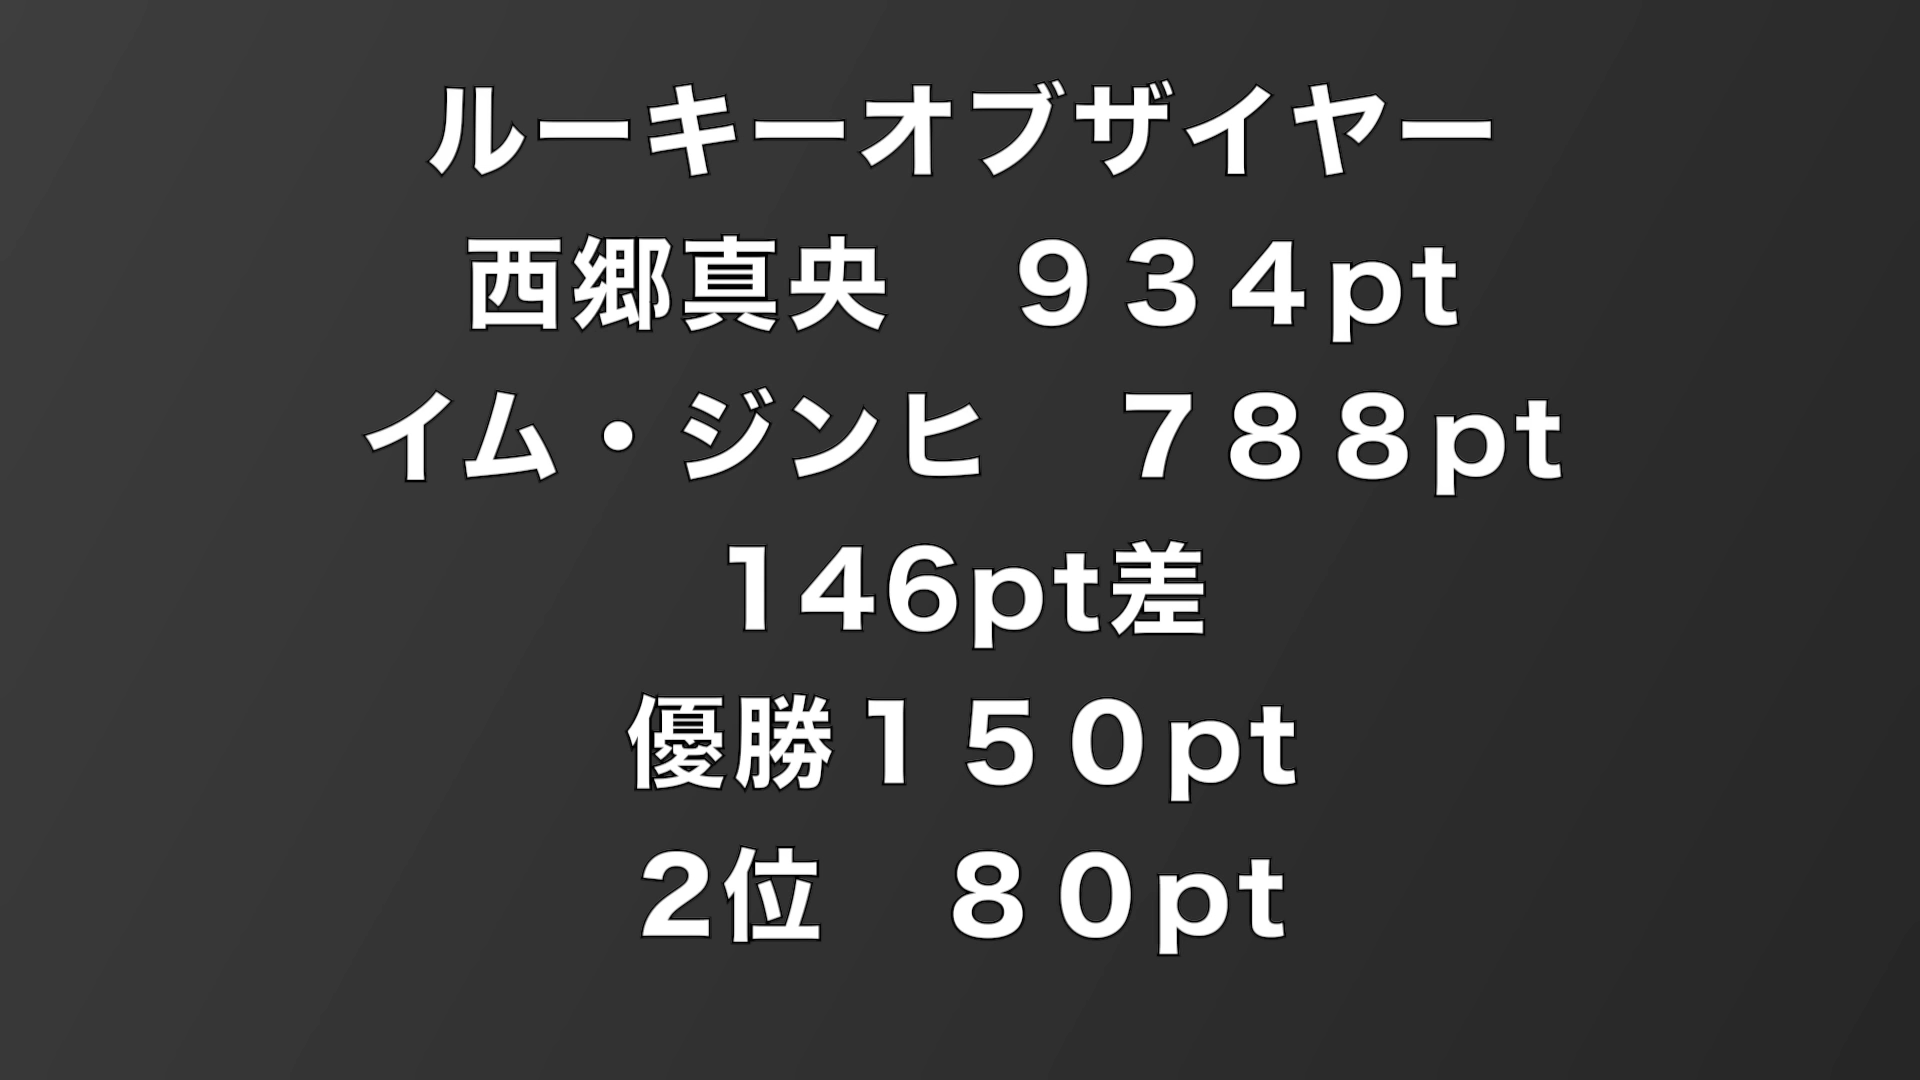 ルーキーオブザイヤー
西郷真央　９３４pt
イム・ジンヒ　７８８pt
146pt差
優勝１５０pt
2位　８０pt